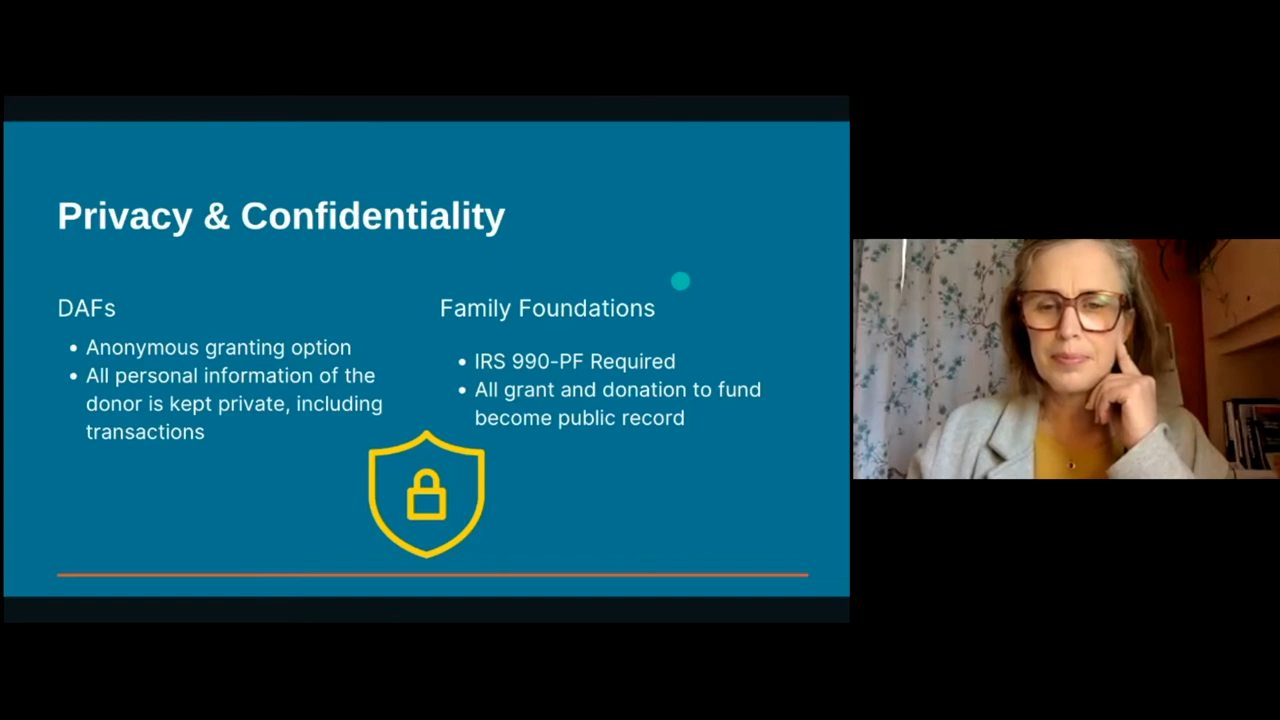 Privacy & Confidentiality
DAFs
Anonymous granting option
All personal information of the
donor is kept private, including
transactions
Family Foundations
IRS 990-PF Required
All grant and donation to fund
become public record